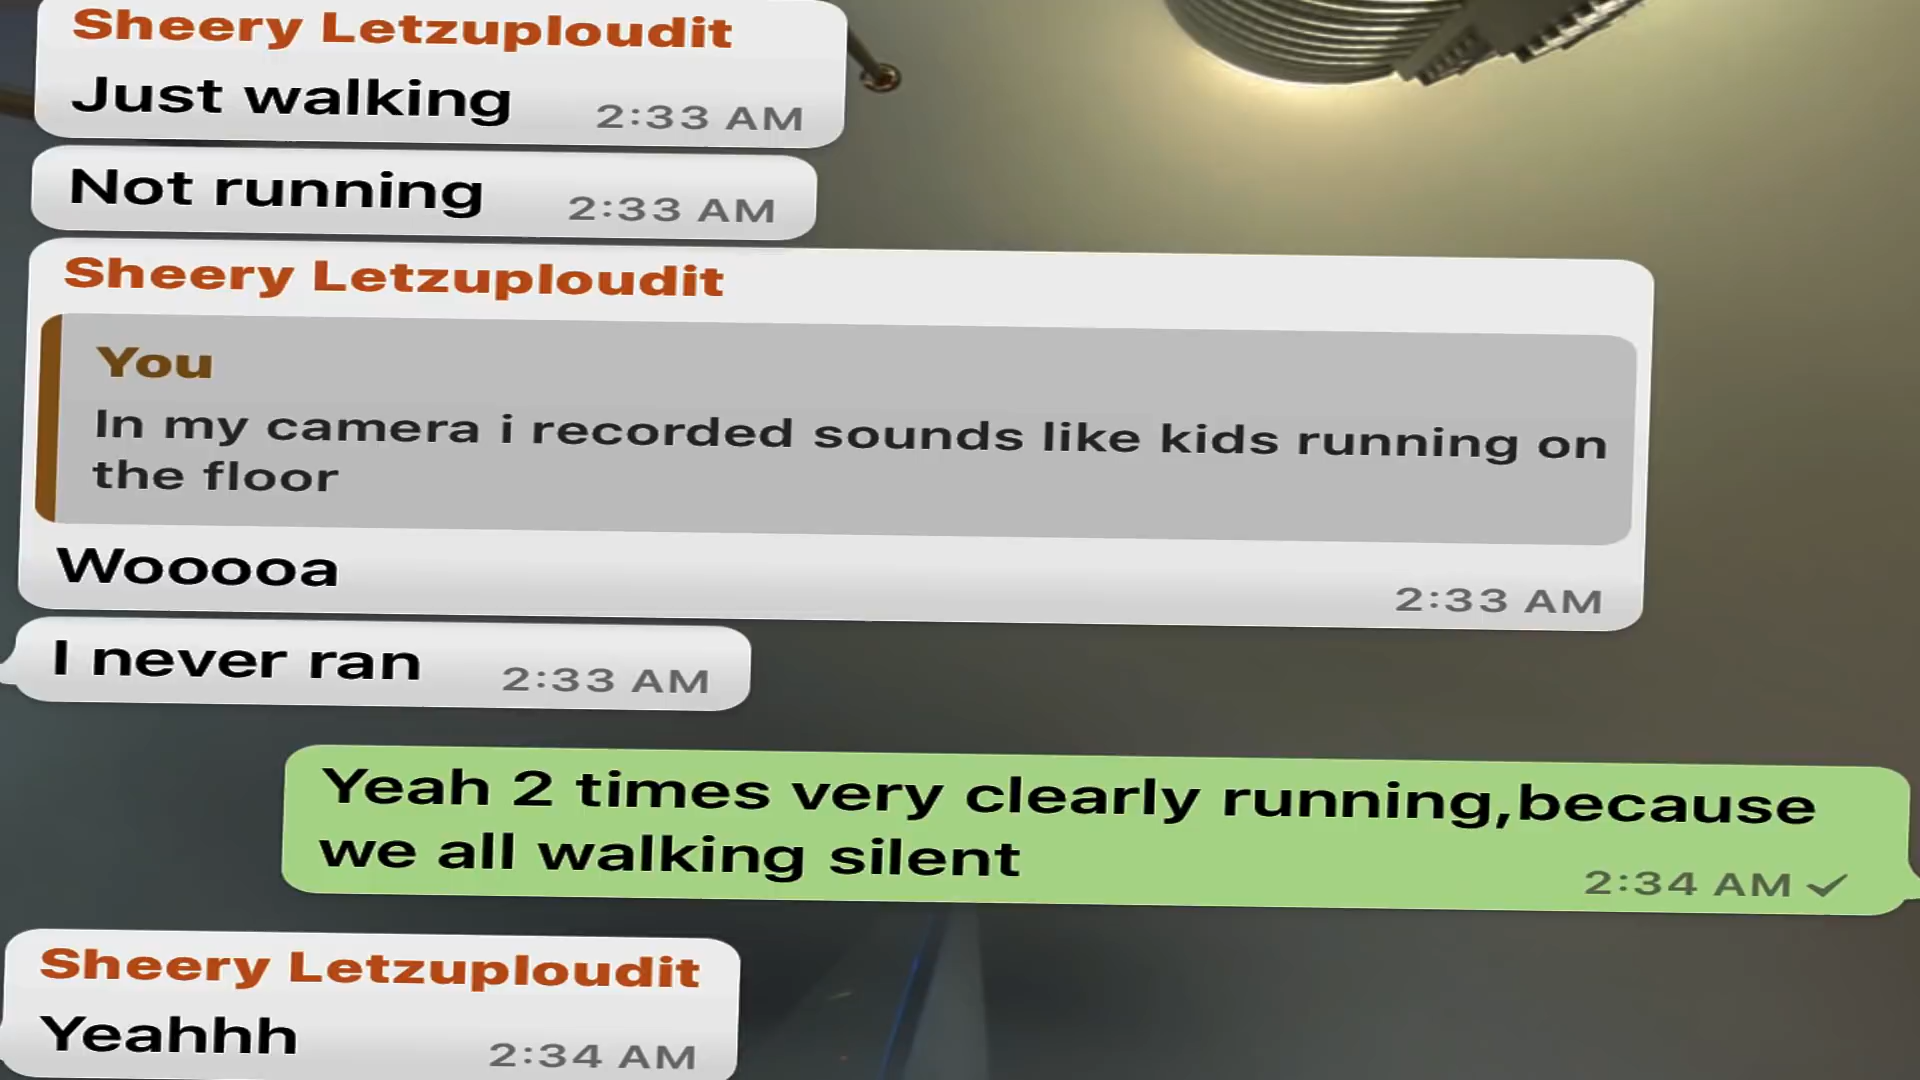 Sheery Letzuploudit
Just walking 2:33 AM
Not running 2:33 AM
Sheery Letzuploudit
You
In my camera i recorded sounds like kids running on
the floor
Wooooa
2:33 AM
I never ran 2:33 AM
Yeah 2 times very clearly running,because
we all walking silent
2:34 AM
Sheery Letzuploudit
Yeahhh 2:34 AM